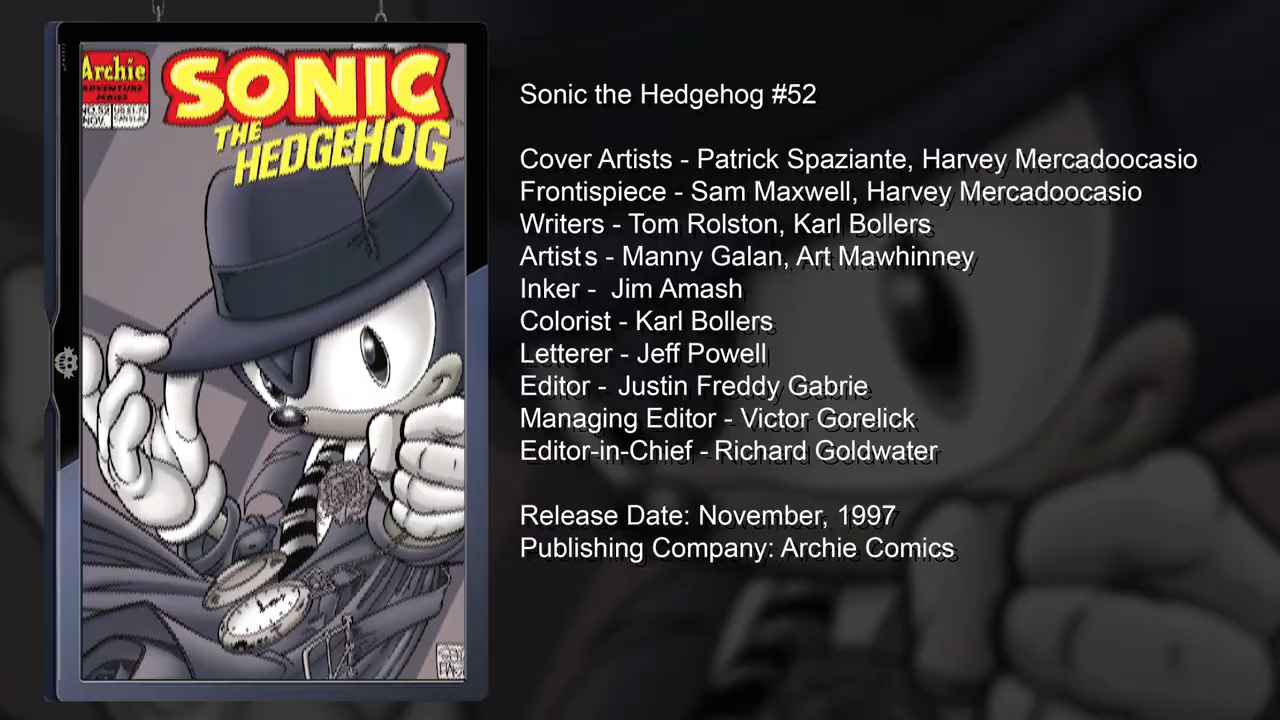 Archie
ADVENTURE
SERIES
NO. 52
NOV.
SONIC
THE
HEDGEHOG
Sonic the Hedgehog #52
Cover Artists - Patrick Spaziante, Harvey Mercadoocasio
Frontispiece - Sam Maxwell, Harvey Mercadoocasio
Writers - Tom Rolston, Karl Bollers
Artists - Manny Galan, Art Mawhinney
Inker - Jim Amash
Colorist - Karl Bollers
Letterer - Jeff Powell
Editor - Justin Freddy Gabrie
Managing Editor - Victor Gorelick
Editor-in-Chief - Richard Goldwater
Release Date: November, 1997
Publishing Company: Archie Comics